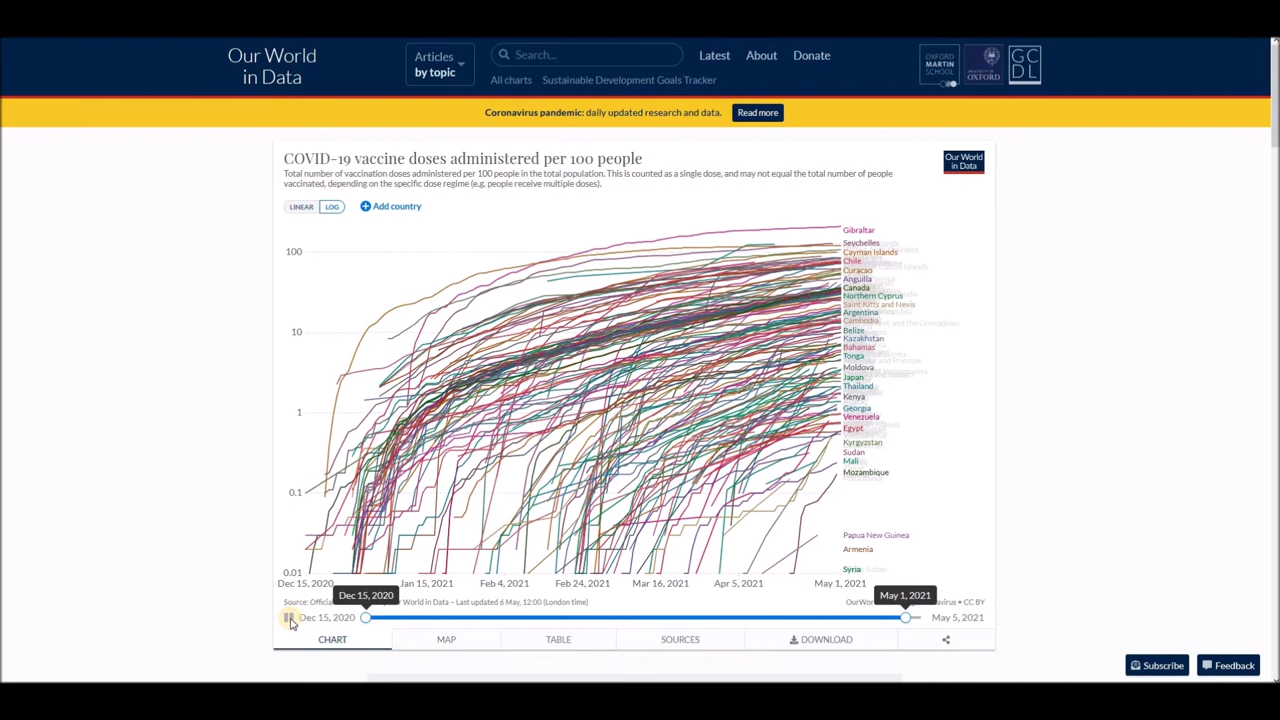 Our World
in Data
Articles
by topic
Search...
Latest
About
Donate
All charts
Sustainable Development Goals Tracker
OXFORD
MARTIN
SCHOOL
UNIVERSITY OF
OXFORD
GC
DL
Coronavirus pandemic: daily updated research and data.
Read more
COVID-19 vaccine doses administered per 100 people
Total number of vaccination doses administered per 100 people in the total population. This is counted as a single dose, and may not equal the total number of people
vaccinated, depending on the specific dose regime (e.g. people receive multiple doses).
Our World
in Data
LINEAR
LOG
Add country
100
10
1
0.1
0.01
Gibraltar
Seychelles
Cayman Islands
Chile
Curacao
Anguilla
Canada
Northern Cyprus
Saint Kitts and Nevis
Argentina
Cambodia
Belize
Kazakhstan
Bahamas
Tonga
Moldova
Japan
Thailand
Kenya
Georgia
Venezuela
Egypt
Kyrgyzstan
Sudan
Mali
Mozambique
Papua New Guinea
Armenia
Syria
Dec 15, 2020
Jan 15, 2021
Feb 4, 2021
Feb 24, 2021
Mar 16, 2021
Apr 5, 2021
May 1, 2021
Dec 15, 2020
May 1, 2021
Source: World in Data – Last updated 6 May, 12:00 (London time)
CC BY
Dec 15, 2020
May 5, 2021
CHART
MAP
TABLE
SOURCES
DOWNLOAD
Subscribe
Feedback